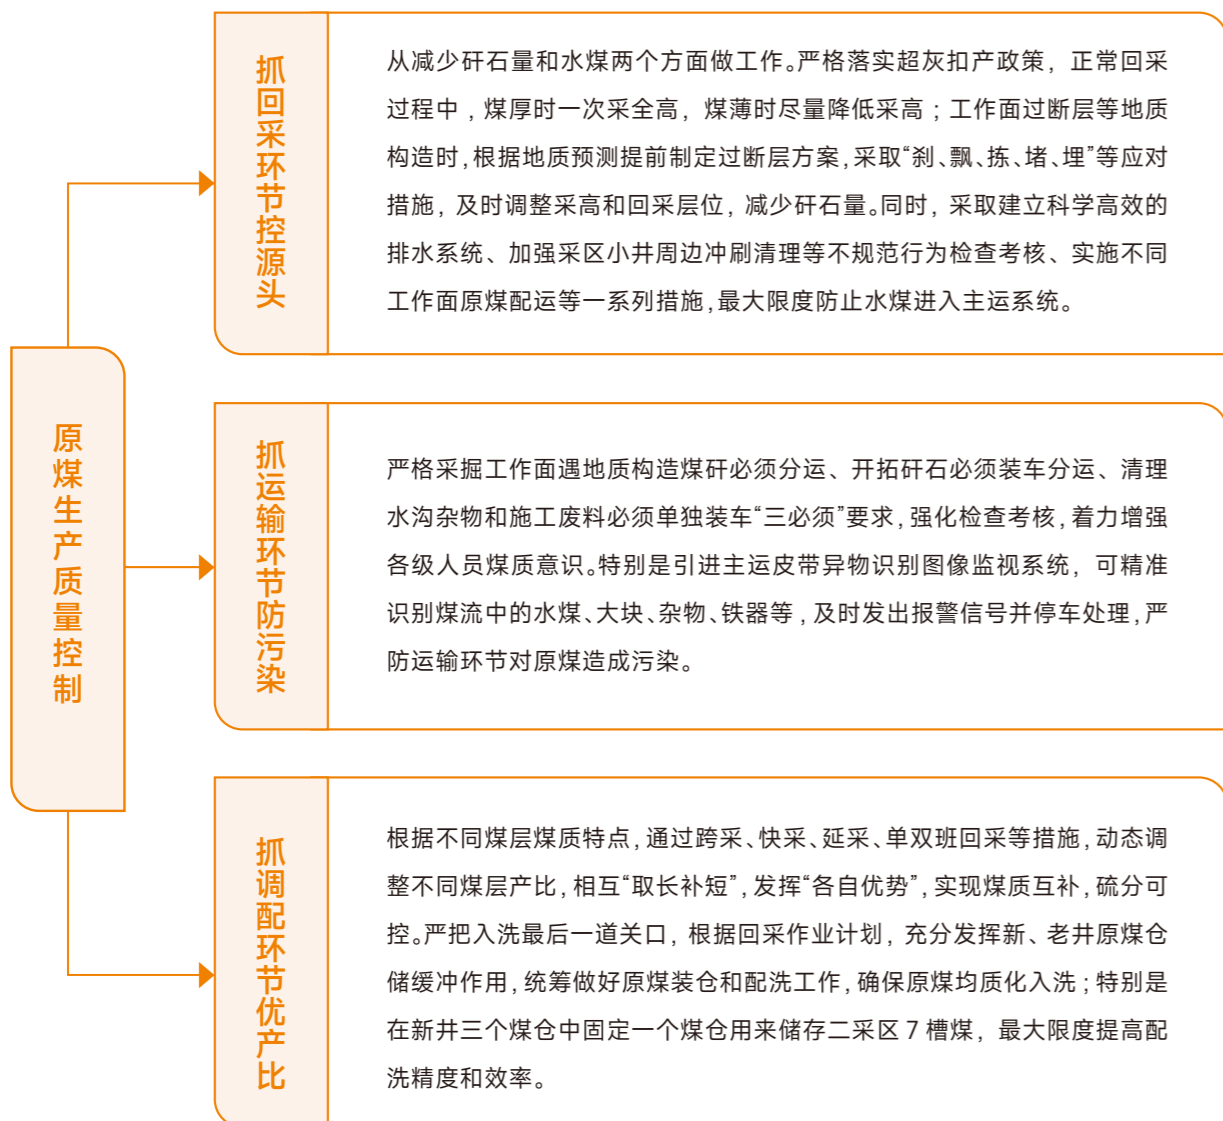 原煤生产质量控制
抓回采环节控源头
从减少矸石量和水煤两个方面做工作。严格落实超灰扣产政策，正常回采
过程中，煤厚时一次采全高，煤薄时尽量降低采高；工作面过断层等地质
构造时，根据地质预测提前制定过断层方案，采取“刹、飘、拣、堵、埋”等应对
措施，及时调整采高和回采层位，减少矸石量。同时，采取建立科学高效的
排水系统、加强采区小井周边冲刷清理等不规范行为检查考核、实施不同
工作面原煤配运等一系列措施，最大限度防止水煤进入主运系统。
抓运输环节防污染
严格采掘工作面遇地质构造煤矸必须分运、开拓矸石必须装车分运、清理
水沟杂物和施工废料必须单独装车“三必须”要求，强化检查考核，着力增强
各级人员煤质意识。特别是引进主运皮带异物识别图像监视系统，可精准
识别煤流中的水煤、大块、杂物、铁器等，及时发出报警信号并停车处理，严
防运输环节对原煤造成污染。
抓调配环节优产比
根据不同煤层煤质特点，通过跨采、快采、延采、单双班回采等措施，动态调
整不同煤层产比，相互“取长补短”，发挥“各自优势”，实现煤质互补，硫分可
控。严把入洗最后一道关口，根据回采作业计划，充分发挥新、老井原煤仓
储缓冲作用，统筹做好原煤装仓和配洗工作，确保原煤均质化入洗；特别是
在新井三个煤仓中固定一个煤仓用来储存二采区 7 槽煤，最大限度提高配
洗精度和效率。